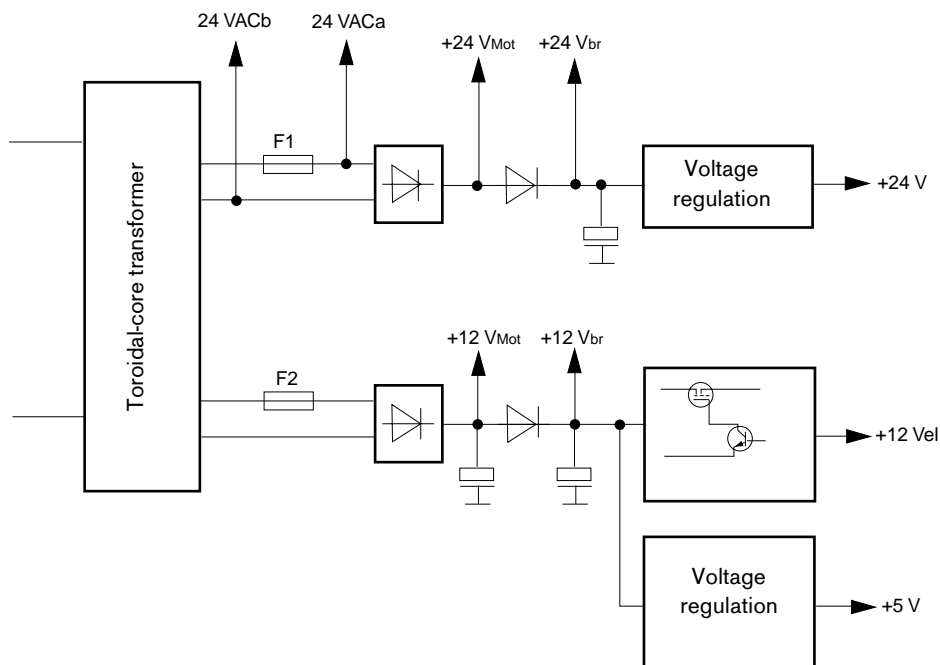 24 VACb
24 VACa
+24 VMot
+24 Vbr
F1
Voltage
regulation
+24 V
Toroidal-core transformer
+12 VMot
+12 Vbr
F2
+12 Vel
Voltage
regulation
+5 V